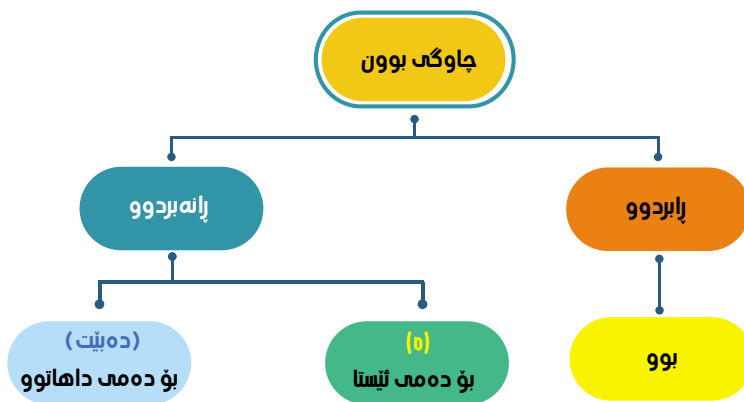 چاوگی بوون
ڕابردوو
ڕانەبردوو
بوو
(ە)
بۆ دەمی ئێستا
(دەبێت)
بۆ دەمی داهاتوو